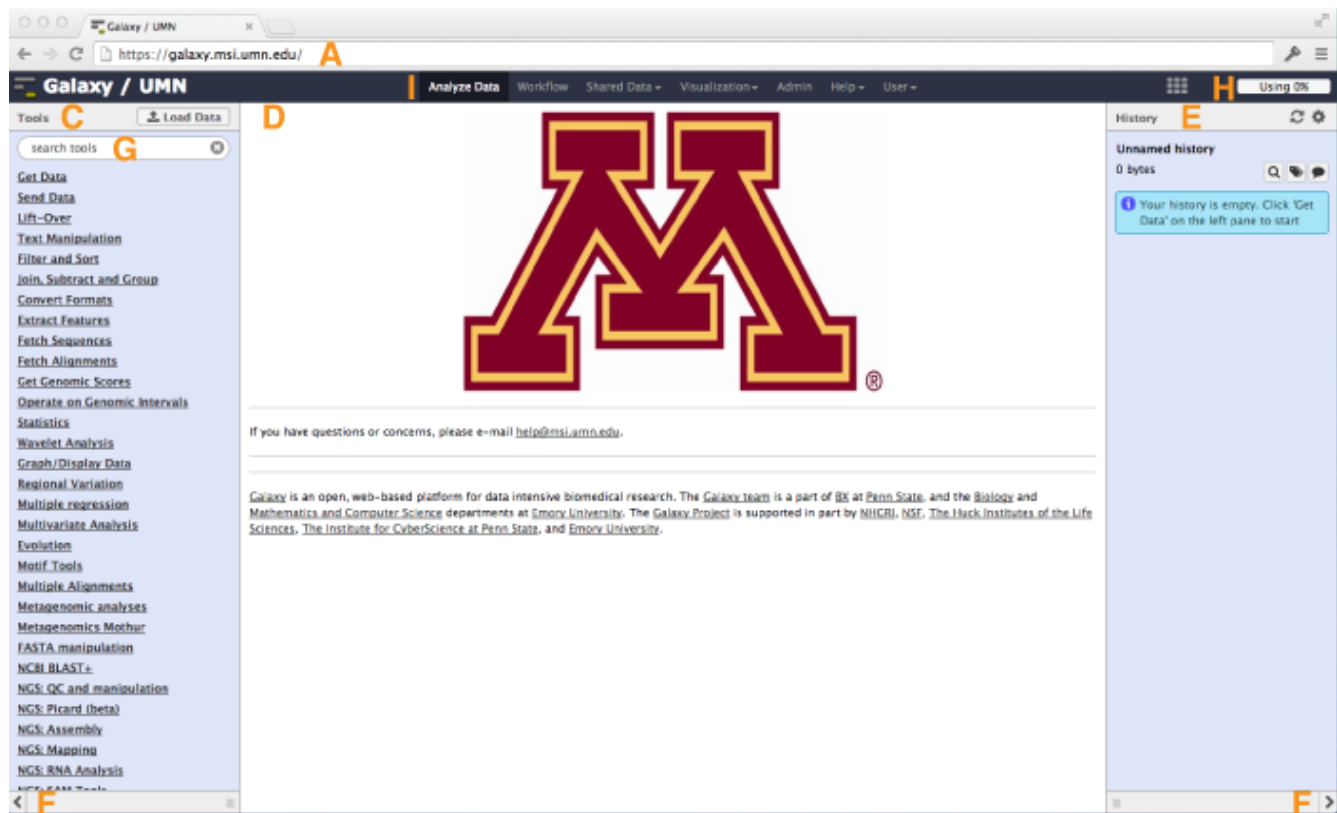 Galaxy / UMN
https://galaxy.msi.umn.edu/ A
Galaxy / UMN I Analyze Data Workflow Shared Data Visualization Admin Help User H Using 0%
Tools C Load Data D History E
search tools G
Get Data
Send Data
Lift-Over
Text Manipulation
Filter and Sort
Join, Subtract and Group
Convert Formats
Extract Features
Fetch Sequences
Fetch Alignments
Get Genomic Scores
Operate on Genomic Intervals
Statistics
Wavelet Analysis
Graph/Display Data
Regional Variation
Multiple regression
Multivariate Analysis
Evolution
Motif Tools
Multiple Alignments
Metagenomic analyses
Metagenomics Mothur
FASTA manipulation
NCBI BLAST+
NGS: QC and manipulation
NGS: Picard (beta)
NGS: Assembly
NGS: Mapping
NGS: RNA Analysis
NGS: SAM Tools
F
M ®
If you have questions or concerns, please e-mail help@msi.umn.edu.
Galaxy is an open, web-based platform for data intensive biomedical research. The Galaxy team is a part of BX at Penn State, and the Biology and
Mathematics and Computer Science departments at Emory University. The Galaxy Project is supported in part by NHGRI, NSF, The Huck Institutes of the Life
Sciences, The Institute for CyberScience at Penn State, and Emory University.
Unnamed history
0 bytes
Your history is empty. Click 'Get
Data' on the left pane to start
F